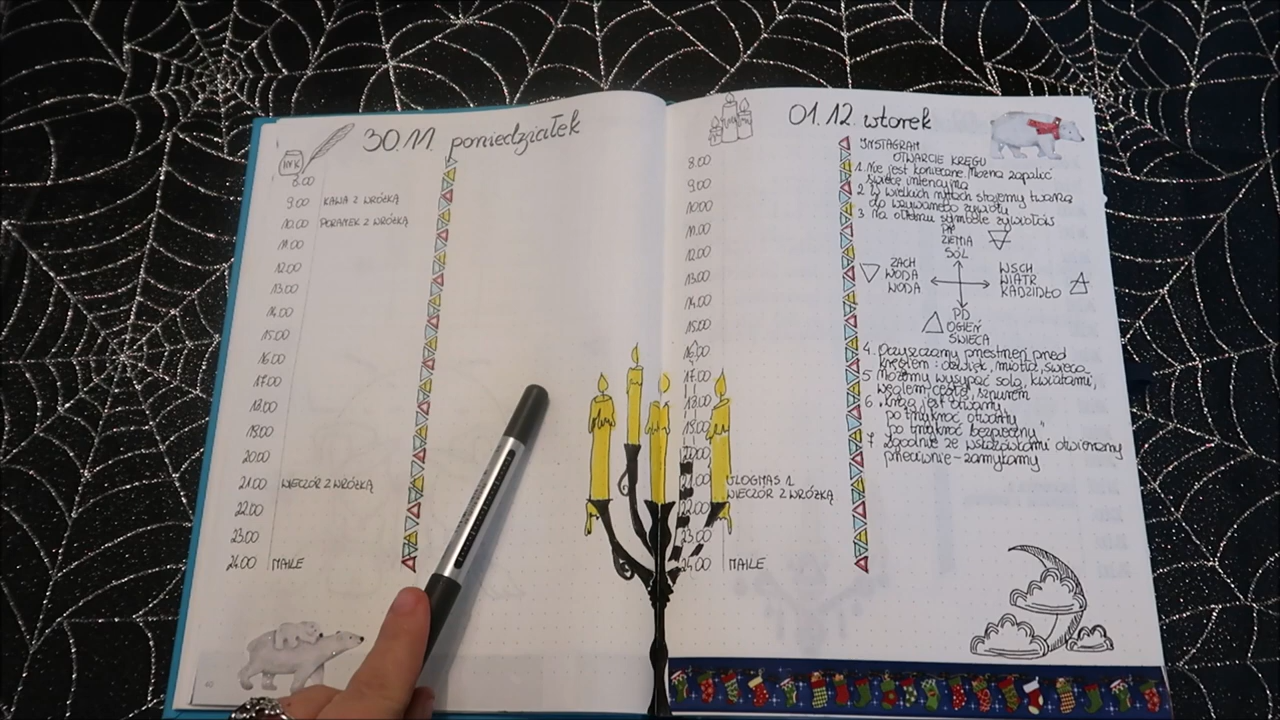 30.11. poniedziałek
INK
8.00
9.00 KAWA Z WRÓŻKĄ
10.00 PORANEK Z WRÓŻKĄ
11.00
12.00
13.00
14.00
15.00
16.00
17.00
18.00
19.00
20.00
21.00 WIECZÓR Z WRÓŻKĄ
22.00
23.00
24.00 MAILE
01.12. wtorek
8.00
9.00
10.00
11.00
12.00
13.00
14.00
15.00
16.00
17.00
18.00
19.00
20.00
21.00 VLOGMAS 1.
WIECZÓR Z WRÓŻKĄ
22.00
23.00
24.00 MAILE
INSTAGRAM
OTWARCIE KRĘGU
1. Nie jest konieczne. Można zapalić
świecę intencyjną
2. W wielkich mytach stajemy twarzą
do wzywanego żywiołu
3. Na ołtarzu symbole żywiołów
PN
ZIEMIA
SÓL
ZACH
WODA
WODA
WSCH
WIATR
KADZIDŁO
PD
OGIEŃ
ŚWIECA
4. Oczyszczamy przestrzeń przed
kręgiem: dźwięk, miotła, świeca
5. Możemy wysypać solą, kwiatami,
węglem, sznurem
6. "Krąg jest otwarty
po trzykroć otwarty
po trzykroć bezpieczny"
7. Zgodnie ze wskazówkami otwieramy
przeciwnie - zamykamy